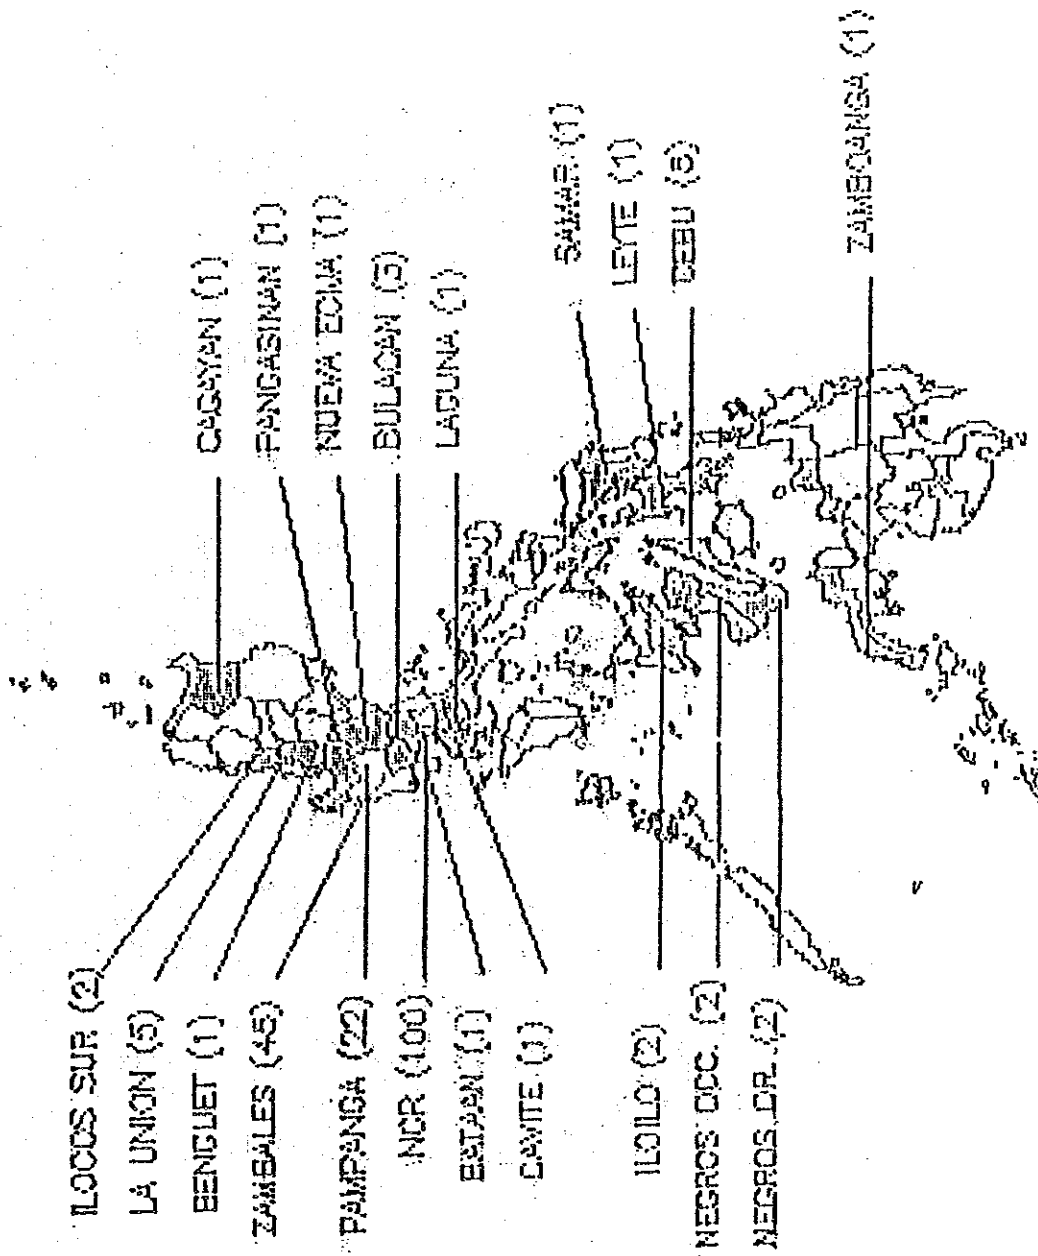 ILOCOS SUR (2)
LA UNION (5)
BENGUET (1)
ZAMBALES (45)
PAMPANGA (22)
NCR (100)
BATAAN (1)
CAVITE (1)
ILOILO (2)
NEGROS OCC. (2)
NEGROS OR. (2)
CAGAYAN (1)
PANGASINAN (1)
NUEVA ECIJA (1)
BULACAN
LAGUNA (1)
SAMAR (1)
LEYTE (1)
CEBU
ZAMBOANGA (1)